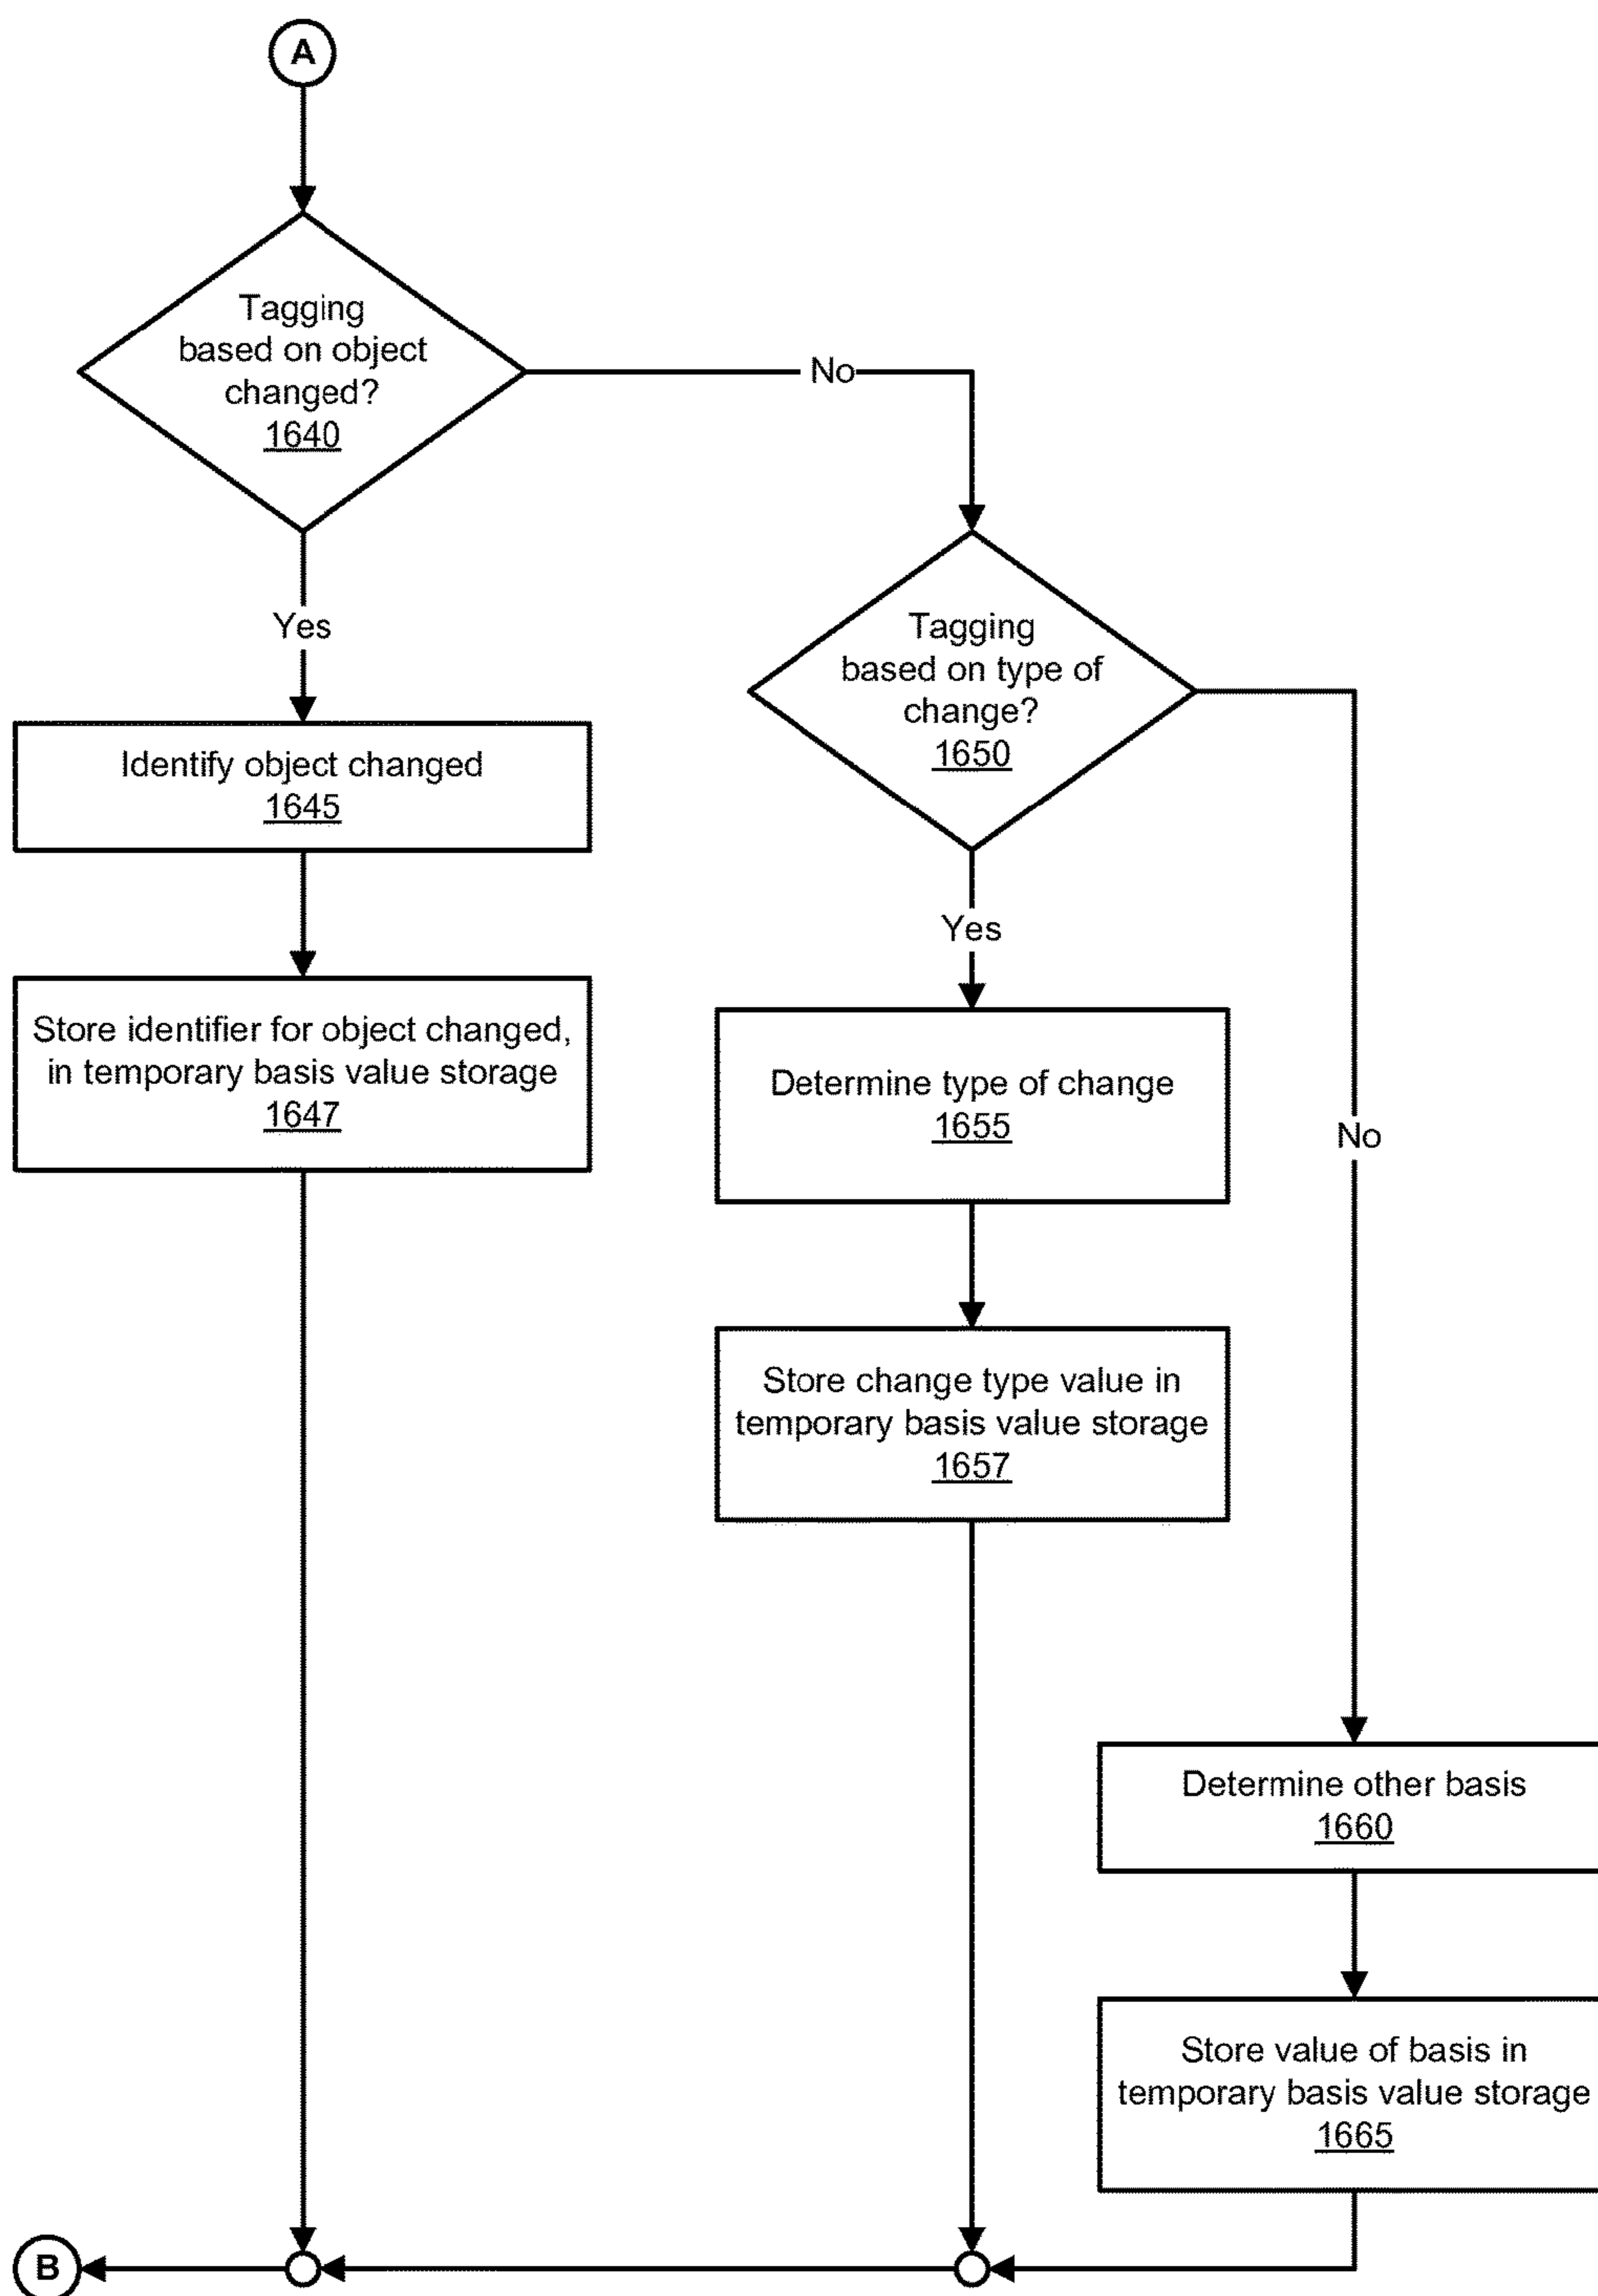 A
Tagging
based on object
changed?
1640
No
Yes
Tagging
based on type of
change?
1650
Identify object changed
1645
Yes
No
Store identifier for object changed,
in temporary basis value storage
1647
Determine type of change
1655
Store change type value in
temporary basis value storage
1657
Determine other basis
1660
Store value of basis in
temporary basis value storage
1665
B